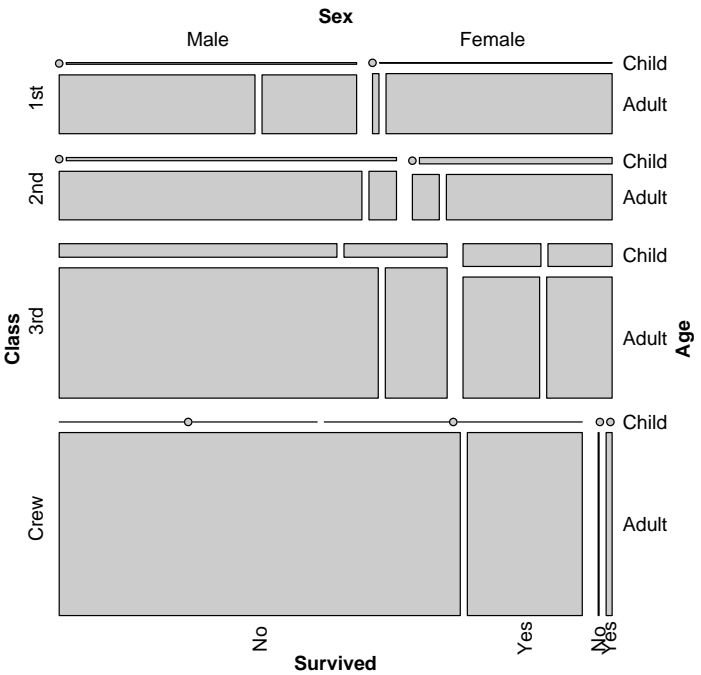 Sex
Male Female
Child
1st
Adult
Child
2nd
Adult
Child
3rd
Adult
Class
Age
Child
Crew
Adult
No Yes No Yes
Survived